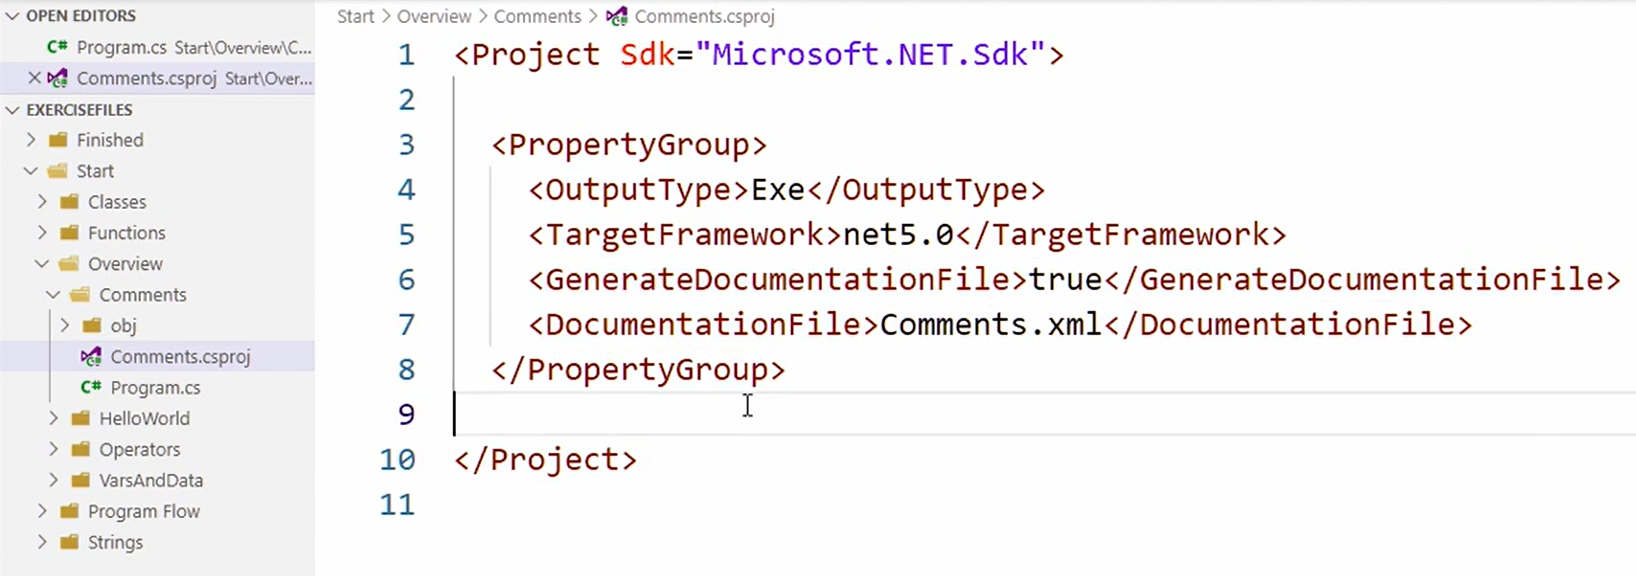 OPEN EDITORS
C# Program.cs Start\Overview\C...
Comments.csproj Start\Over...
EXERCISEFILES
Finished
Start
Classes
Functions
Overview
Comments
obj
Comments.csproj
C# Program.cs
HelloWorld
Operators
VarsAndData
Program Flow
Strings
Start > Overview > Comments > Comments.csproj
1 <Project Sdk="Microsoft.NET.Sdk">
2
3 <PropertyGroup>
4 <OutputType>Exe</OutputType>
5 <TargetFramework>net5.0</TargetFramework>
6 <GenerateDocumentationFile>true</GenerateDocumentationFile>
7 <DocumentationFile>Comments.xml</DocumentationFile>
8 </PropertyGroup>
9
10 </Project>
11